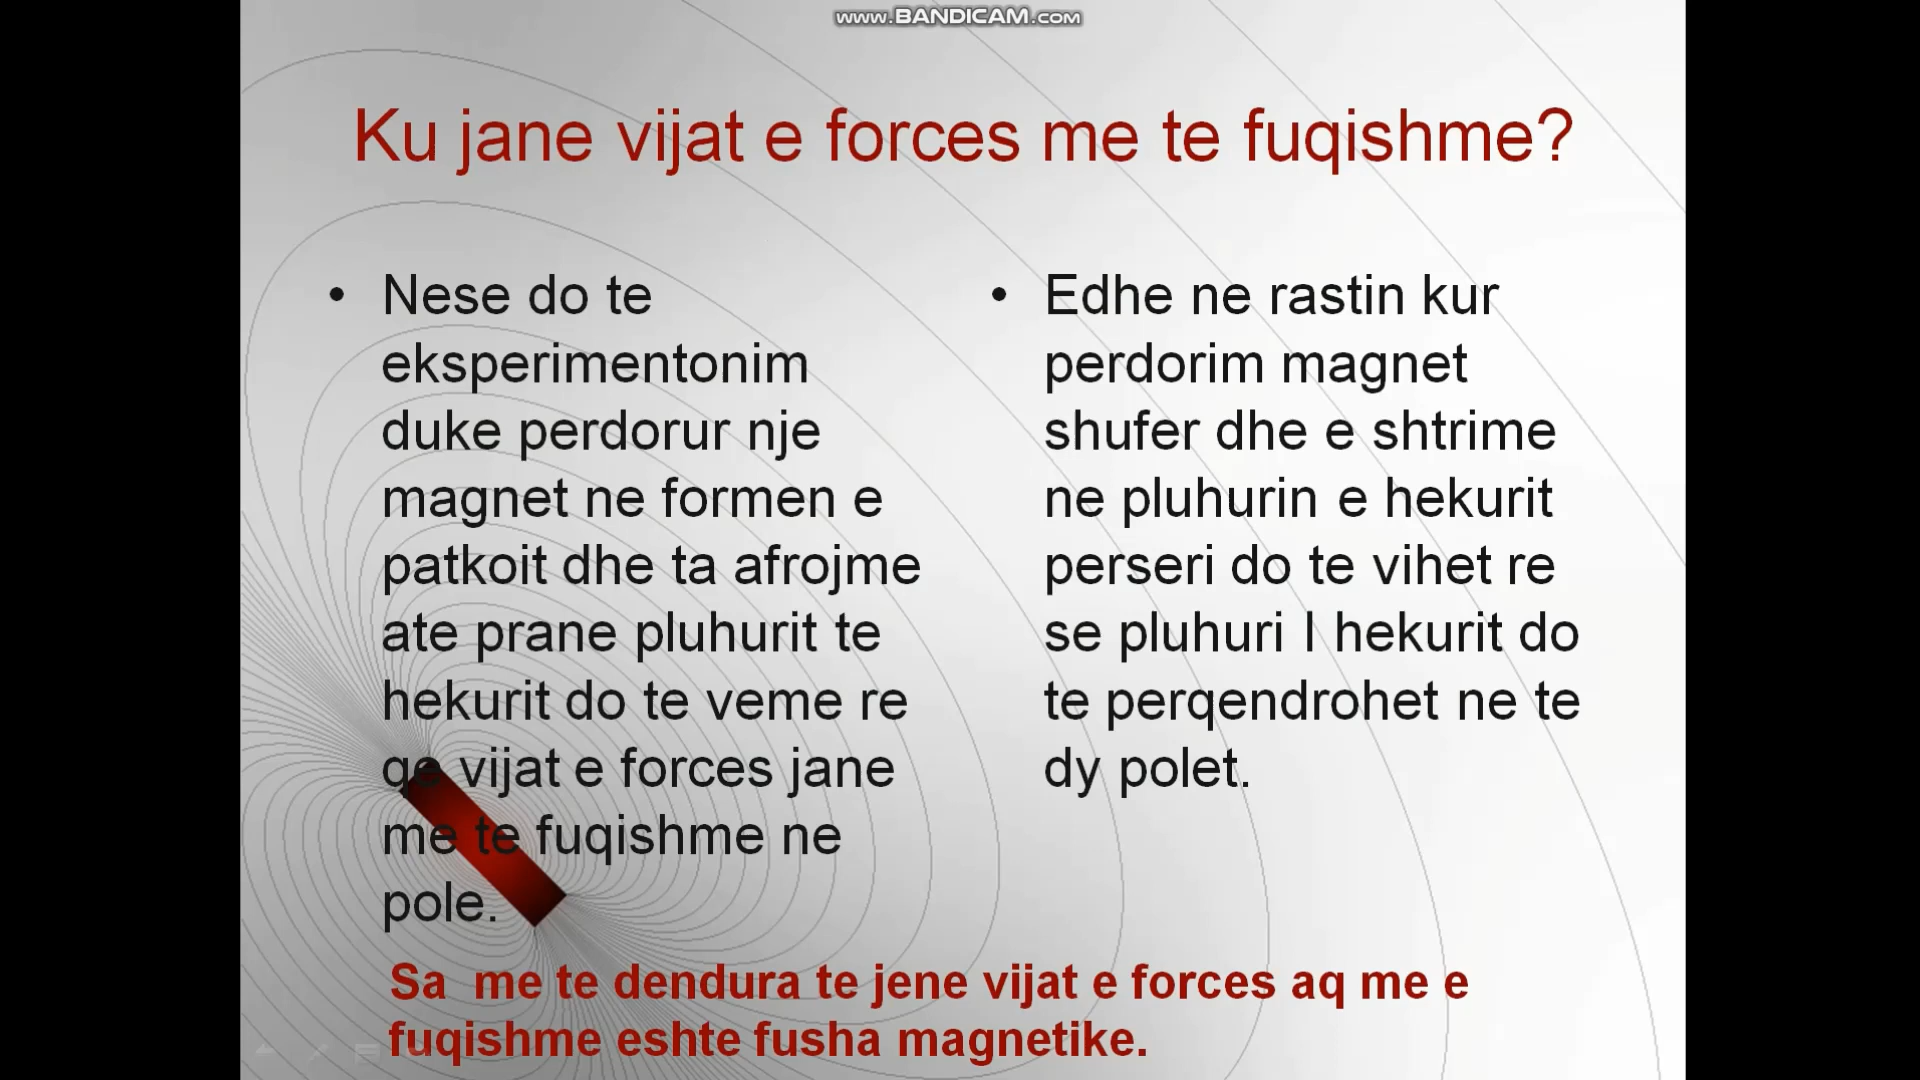 www.BANDICAM.com
Ku jane vijat e forces me te fuqishme?
• Nese do te
eksperimentonim
duke perdorur nje
magnet ne formen e
patkoit dhe ta afrojme
ate prane pluhurit te
hekurit do te veme re
qe vijat e forces jane
me te fuqishme ne
pole.
• Edhe ne rastin kur
perdorim magnet
shufer dhe e shtrime
ne pluhurin e hekurit
perseri do te vihet re
se pluhuri I hekurit do
te perqendrohet ne te
dy polet.
Sa  me te dendura te jene vijat e forces aq me e
fuqishme eshte fusha magnetike.